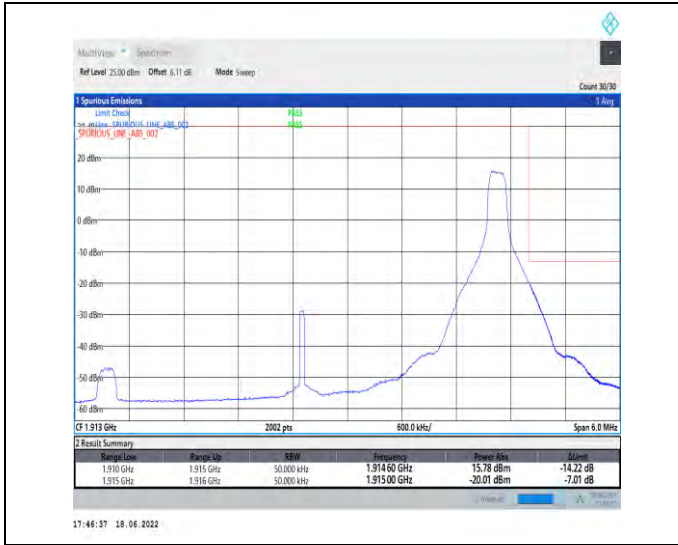 MultiView Spectrum
Ref Level 25.00 dBm Offset 6.11 dB Mode Sweep
Count 30/30
1 Spurious Emissions 1 Avg
Limit Check PASS
Line _SPURIOUS_LINE_ABS_002 PASS
_SPURIOUS_LINE_ABS_002
20 dBm
10 dBm
0 dBm
-10 dBm
-20 dBm
-30 dBm
-40 dBm
-50 dBm
-60 dBm
CF 1.913 GHz 2002 pts 600.0 kHz/ Span 6.0 MHz
2 Result Summary
Range Low Range Up RBW Frequency Power Abs ΔLimit
1.910 GHz 1.915 GHz 50.000 kHz 1.91460 GHz 15.78 dBm -14.22 dB
1.915 GHz 1.916 GHz 50.000 kHz 1.91500 GHz -20.01 dBm -7.01 dB
17:46:37 18.06.2022